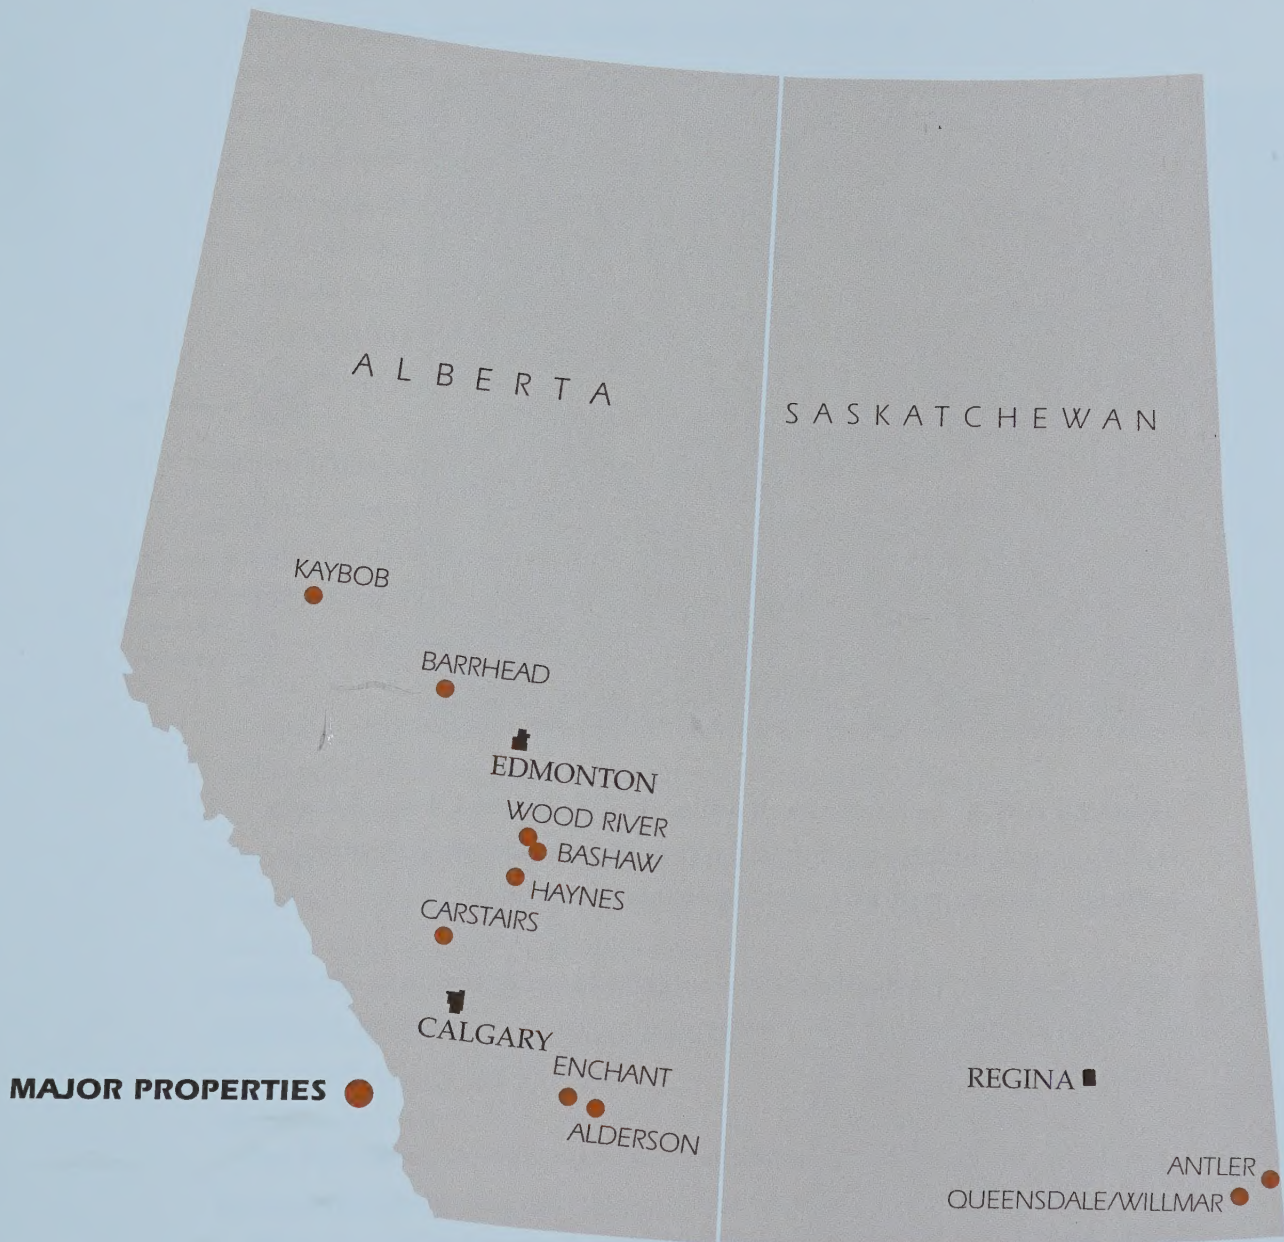 ALBERTA
SASKATCHEWAN
KAYBOB
BARRHEAD
EDMONTON
WOOD RIVER
BASHAW
HAYNES
CARSTAIRS
CALGARY
ENCHANT
MAJOR PROPERTIES
REGINA
ALDERSON
ANTLER
QUEENSDALE/WILLMAR